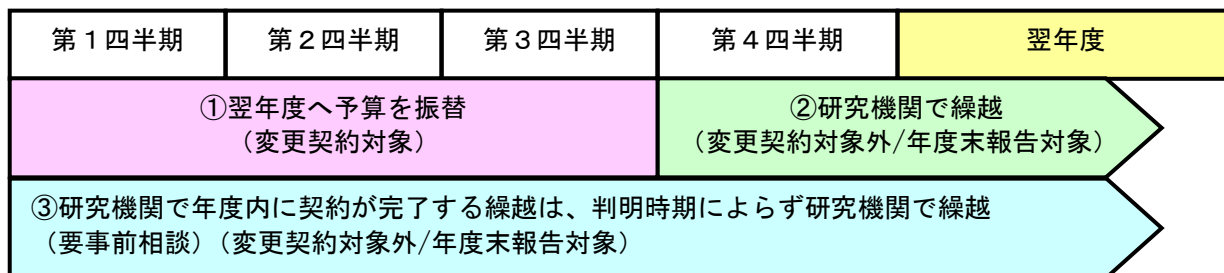 第１四半期 第２四半期 第３四半期 第４四半期 翌年度
①翌年度へ予算を振替
（変更契約対象）
②研究機関で繰越
（変更契約対象外/年度末報告対象）
③研究機関で年度内に契約が完了する繰越は、判明時期によらず研究機関で繰越
（要事前相談）（変更契約対象外/年度末報告対象）